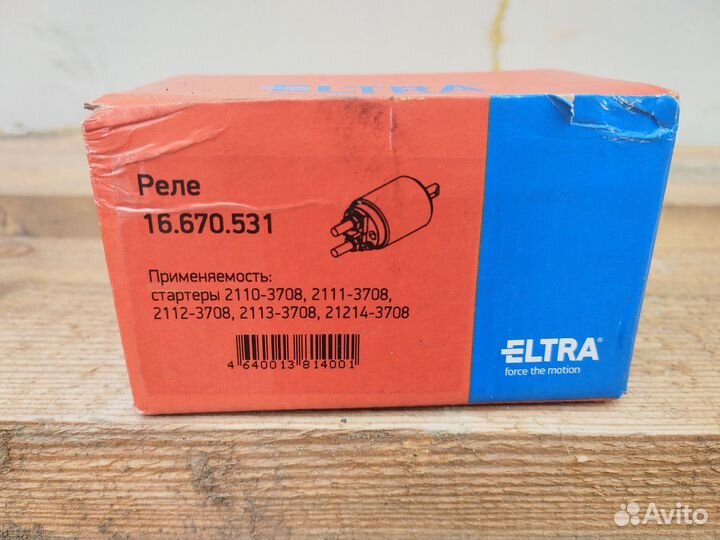 ELTRA
Реле
16.670.531
Применяемость:
стартеры 2110-3708, 2111-3708,
2112-3708, 2113-3708, 21214-3708
4 640013 814001
ELTRA®
force the motion
Avito